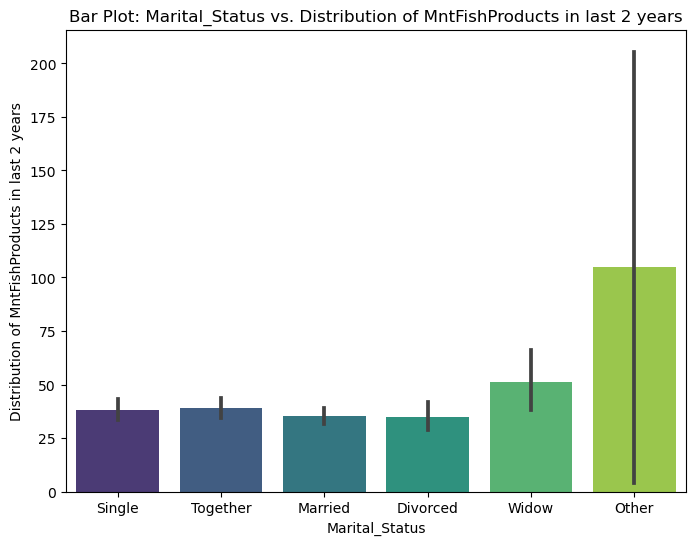 Bar Plot: Marital_Status vs. Distribution of MntFishProducts in last 2 years
Distribution of MntFishProducts in last 2 years
200
175
150
125
100
75
50
25
0
Single Together Married Divorced Widow Other
Marital_Status